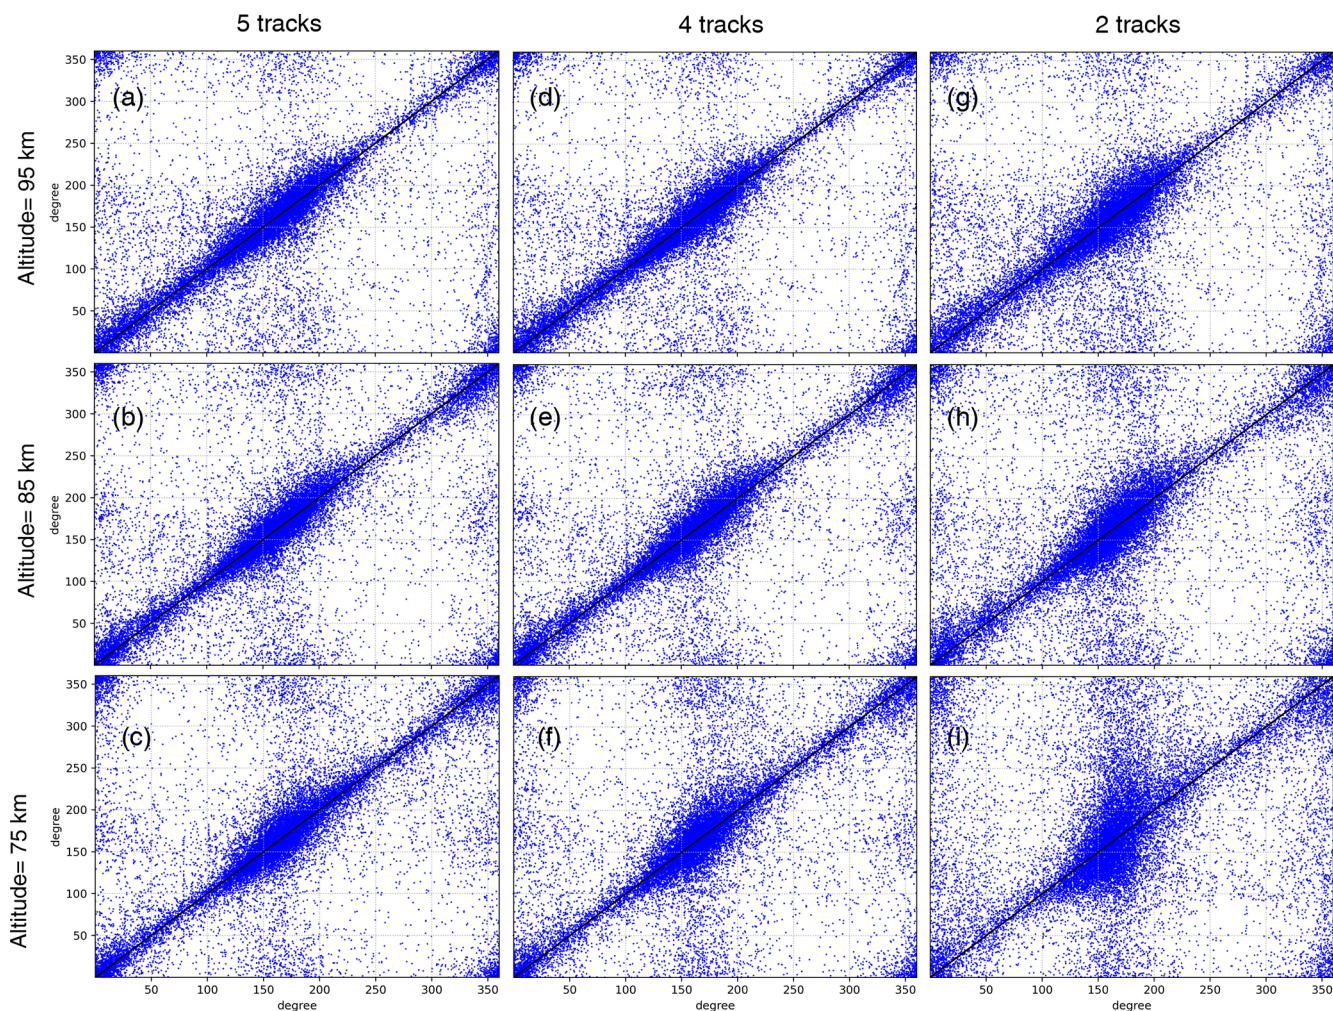 5 tracks
4 tracks
2 tracks
Altitude= 95 km
degree
350
300
250
200
150
100
50
(a)
(d)
(g)
Altitude= 85 km
degree
350
300
250
200
150
100
50
(b)
(e)
(h)
Altitude= 75 km
degree
350
300
250
200
150
100
50
(c)
(f)
(i)
50 100 150 200 250 300 350
50 100 150 200 250 300 350
50 100 150 200 250 300 350
degree
degree
degree